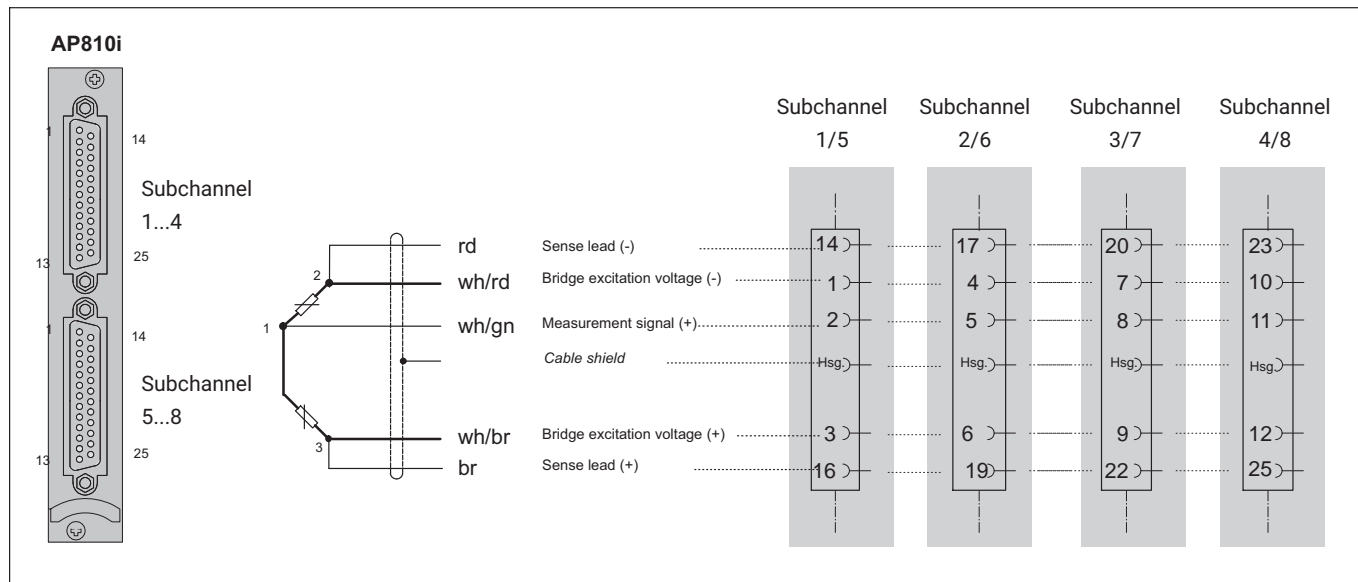 AP810i
1
14
Subchannel
1...4
13
25
1
14
Subchannel
5...8
13
25
2
1
3
rd
wh/rd
wh/gn
wh/br
br
Sense lead (-)
Bridge excitation voltage (-)
Measurement signal (+)
Cable shield
Bridge excitation voltage (+)
Sense lead (+)
Subchannel
1/5
14
1
2
Hsg.
3
16
Subchannel
2/6
17
4
5
Hsg.
6
19
Subchannel
3/7
20
7
8
Hsg.
9
22
Subchannel
4/8
23
10
11
Hsg.
12
25